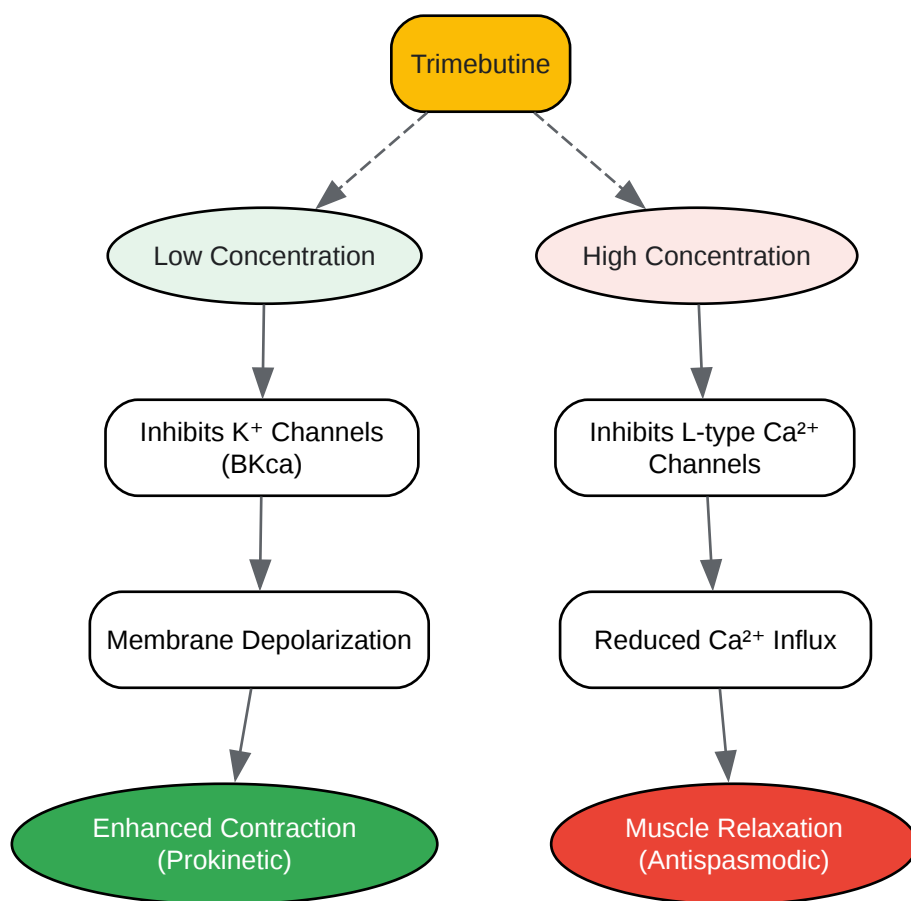 Trimebutine
Low Concentration
High Concentration
Inhibits K⁺ Channels
(BKca)
Inhibits L-type Ca²⁺
Channels
Membrane Depolarization
Reduced Ca²⁺ Influx
Enhanced Contraction
(Prokinetic)
Muscle Relaxation
(Antispasmodic)